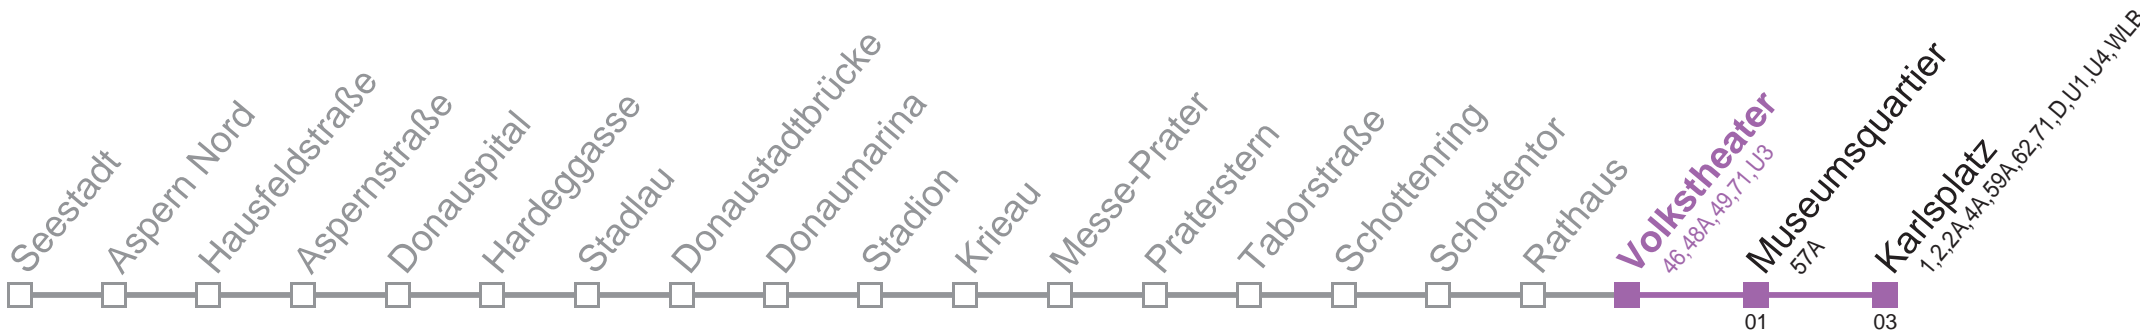 Seestadt
Aspern Nord
Hausfeldstraße
Aspernstraße
Donauspital
Hardeggasse
Stadlau
Donaustadtbrücke
Donaumarina
Stadion
Krieau
Messe-Prater
Praterstern
Taborstraße
Schottenring
Schottentor
Rathaus
Volkstheater
46,48A,49,71,U3
Museumsquartier
57A
Karlsplatz
1,2,2A,4A,59A,62,71,D,U1,U4,WLB
01
03